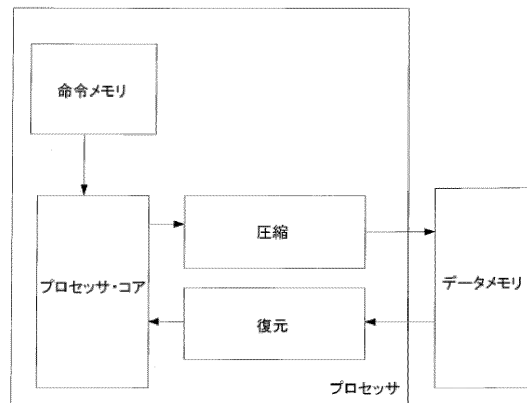 命令メモリ
圧縮
プロセッサ・コア
データメモリ
復元
プロセッサ